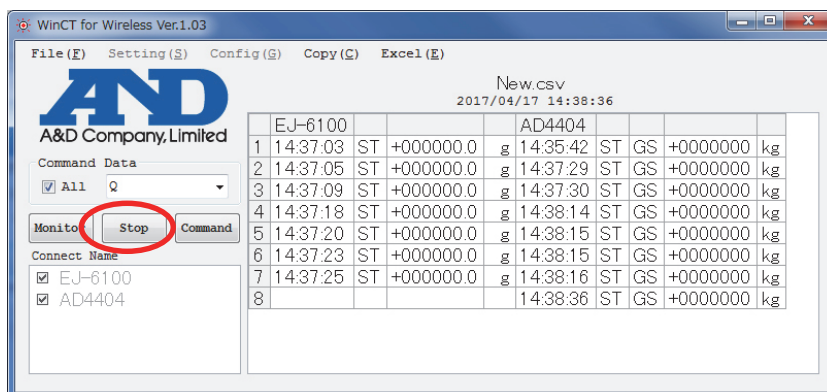 WinCT for Wireless Ver.1.03
File(F) Setting(S) Config(G) Copy(C) Excel(E)
AND
A&D Company, Limited
New.csv
2017/04/17 14:38:36
Command Data
All Q
Monitor Stop Command
Connect Name
EJ-6100
AD4404
EJ-6100 AD4404
1 14:37:03 ST +000000.0 g 14:35:42 ST GS +0000000 kg
2 14:37:05 ST +000000.0 g 14:37:29 ST GS +0000000 kg
3 14:37:09 ST +000000.0 g 14:37:30 ST GS +0000000 kg
4 14:37:18 ST +000000.0 g 14:38:14 ST GS +0000000 kg
5 14:37:20 ST +000000.0 g 14:38:15 ST GS +0000000 kg
6 14:37:23 ST +000000.0 g 14:38:15 ST GS +0000000 kg
7 14:37:25 ST +000000.0 g 14:38:16 ST GS +0000000 kg
8 14:38:36 ST GS +0000000 kg